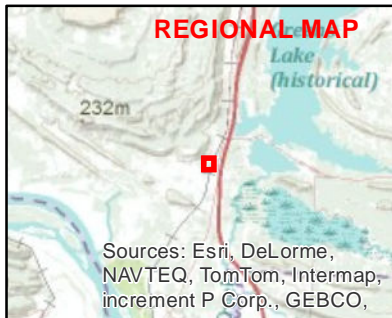 REGIONAL MAP
Lake
(historical)
232m
Sources: Esri, DeLorme,
NAVTEQ, TomTom, Intermap,
increment P Corp., GEBCO,